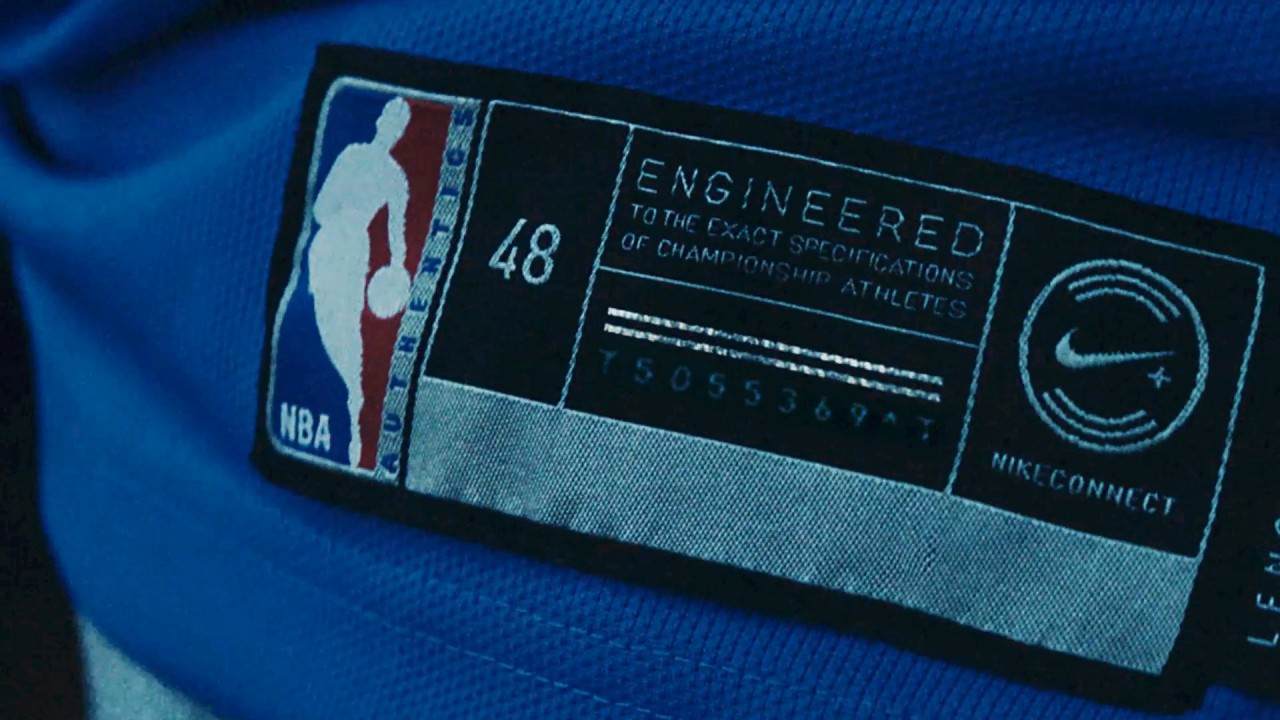 NBA
AUTHENTICS
48
ENGINEERED
TO THE EXACT SPECIFICATIONS
OF CHAMPIONSHIP ATHLETES
NIKECONNECT